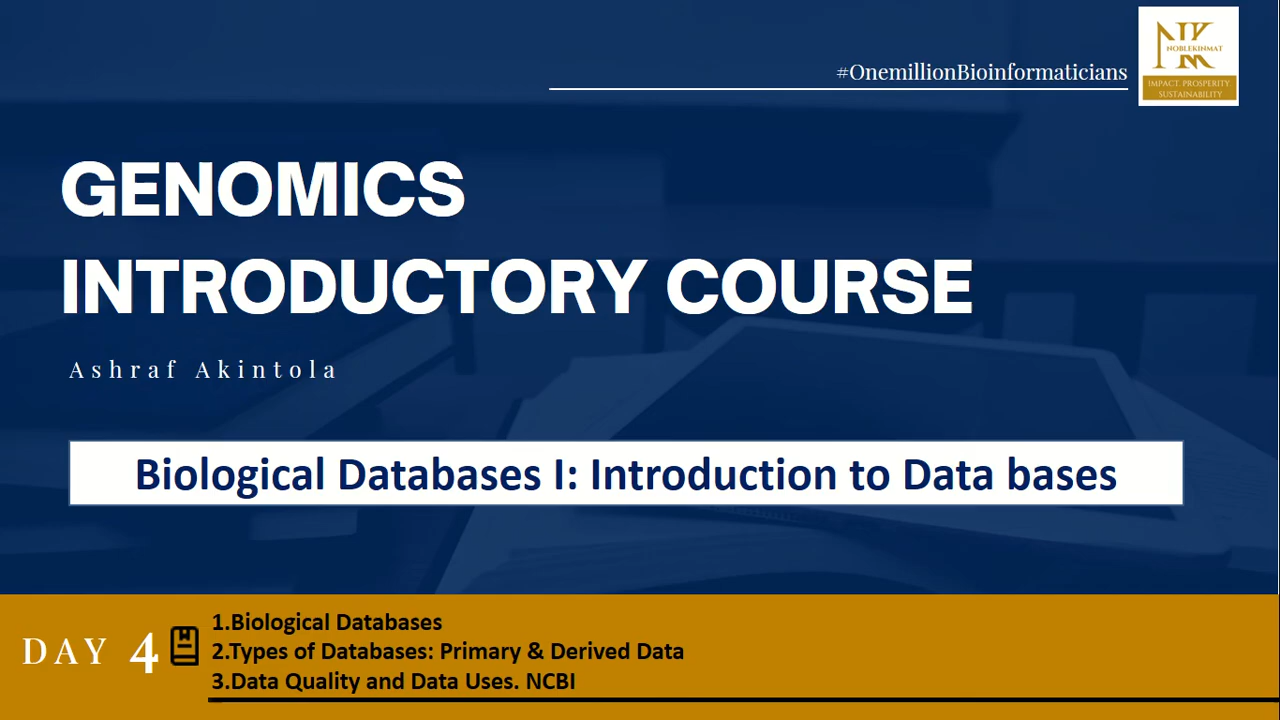 #OnemillionBioinformaticians
NK
NOBLEKINMAT
IMPACT. PROSPERITY
SUSTAINABILITY
GENOMICS
INTRODUCTORY COURSE
Ashraf Akintola
Biological Databases I: Introduction to Data bases
DAY 4
1.Biological Databases
2.Types of Databases: Primary & Derived Data
3.Data Quality and Data Uses. NCBI